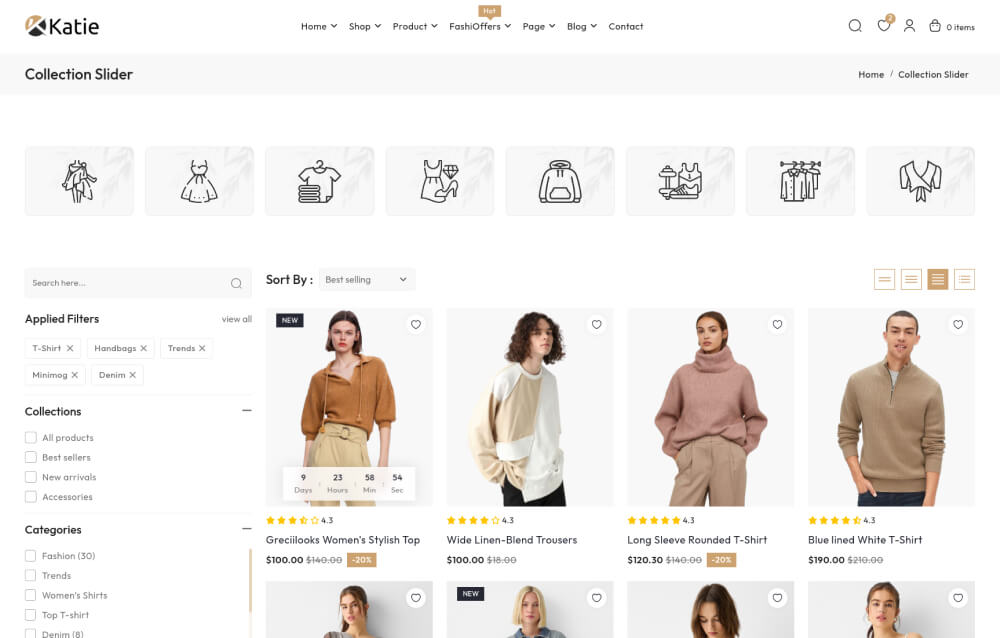 Hot
Katie
Home Shop Product FashiOffers Page Blog Contact
2
0 items
Collection Slider
Home / Collection Slider
Search here...
Sort By : Best selling
Applied Filters view all
T-Shirt Handbags Trends
Minimog Denim
Collections
All products
Best sellers
New arrivals
Accessories
Categories
Fashion (30)
Trends
Women's Shirts
Top T-shirt
Denim (8)
NEW
9 : 23 : 58 : 54
Days Hours Min Sec
4.3
Greciilooks Women's Stylish Top
$100.00 $140.00 -20%
4.3
Wide Linen-Blend Trousers
$100.00 $18.00
4.3
Long Sleeve Rounded T-Shirt
$120.30 $140.00 -20%
4.3
Blue lined White T-Shirt
$190.00 $210.00
NEW